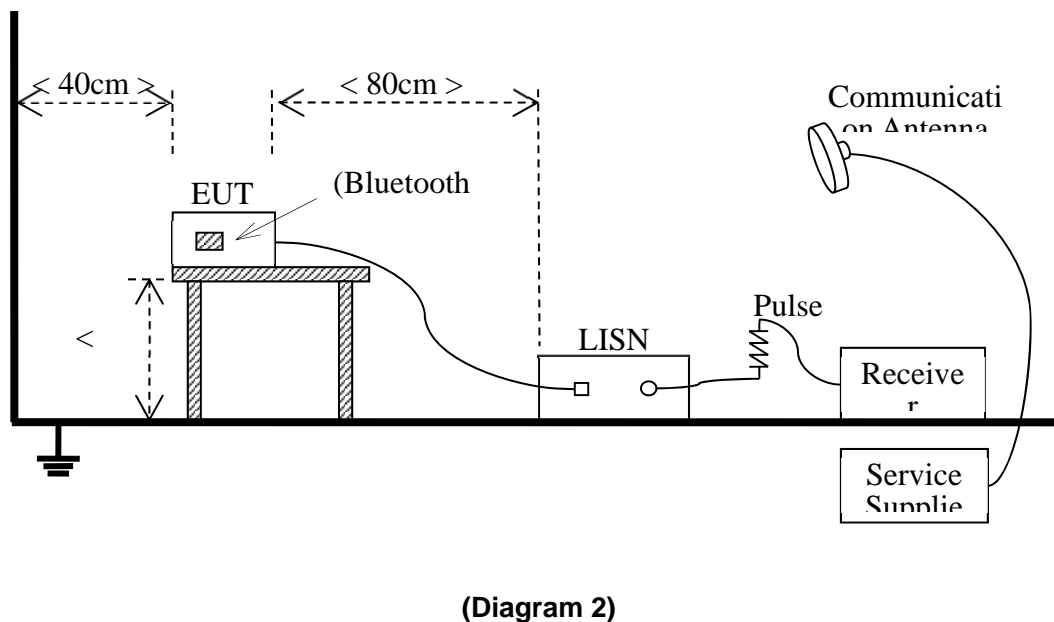 < 40cm >
< 80cm >
Communicati
on Antenna
(Bluetooth
EUT
<
Pulse
LISN
Receive
r
Service
Supplie
(Diagram 2)